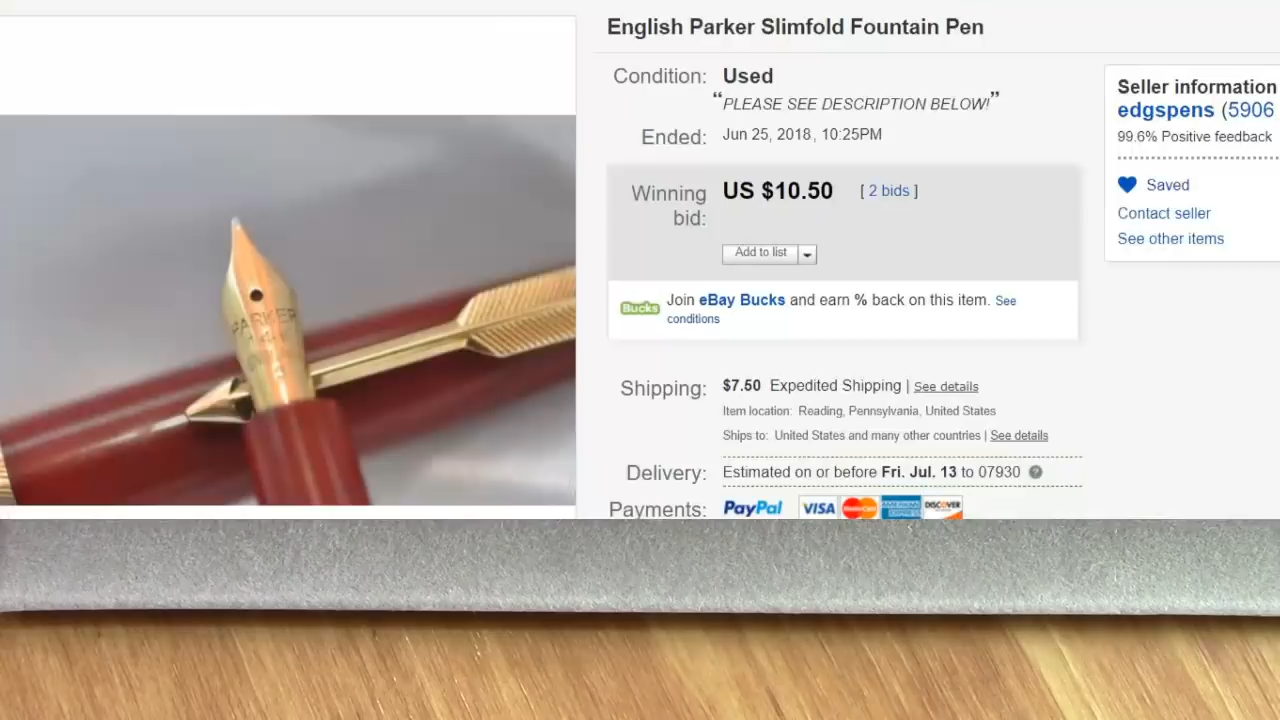 English Parker Slimfold Fountain Pen
Condition: Used
“PLEASE SEE DESCRIPTION BELOW!”
Ended: Jun 25, 2018, 10:25PM
Winning bid: US $10.50 [ 2 bids ]
Add to list
Bucks Join eBay Bucks and earn % back on this item. See conditions
Shipping: $7.50 Expedited Shipping | See details
Item location: Reading, Pennsylvania, United States
Ships to: United States and many other countries | See details
Delivery: Estimated on or before Fri. Jul. 13 to 07930 ?
Payments: PayPal VISA MasterCard AMERICAN EXPRESS DISCOVER
Seller information
edgspens (5906
99.6% Positive feedback
Saved
Contact seller
See other items
PARKER